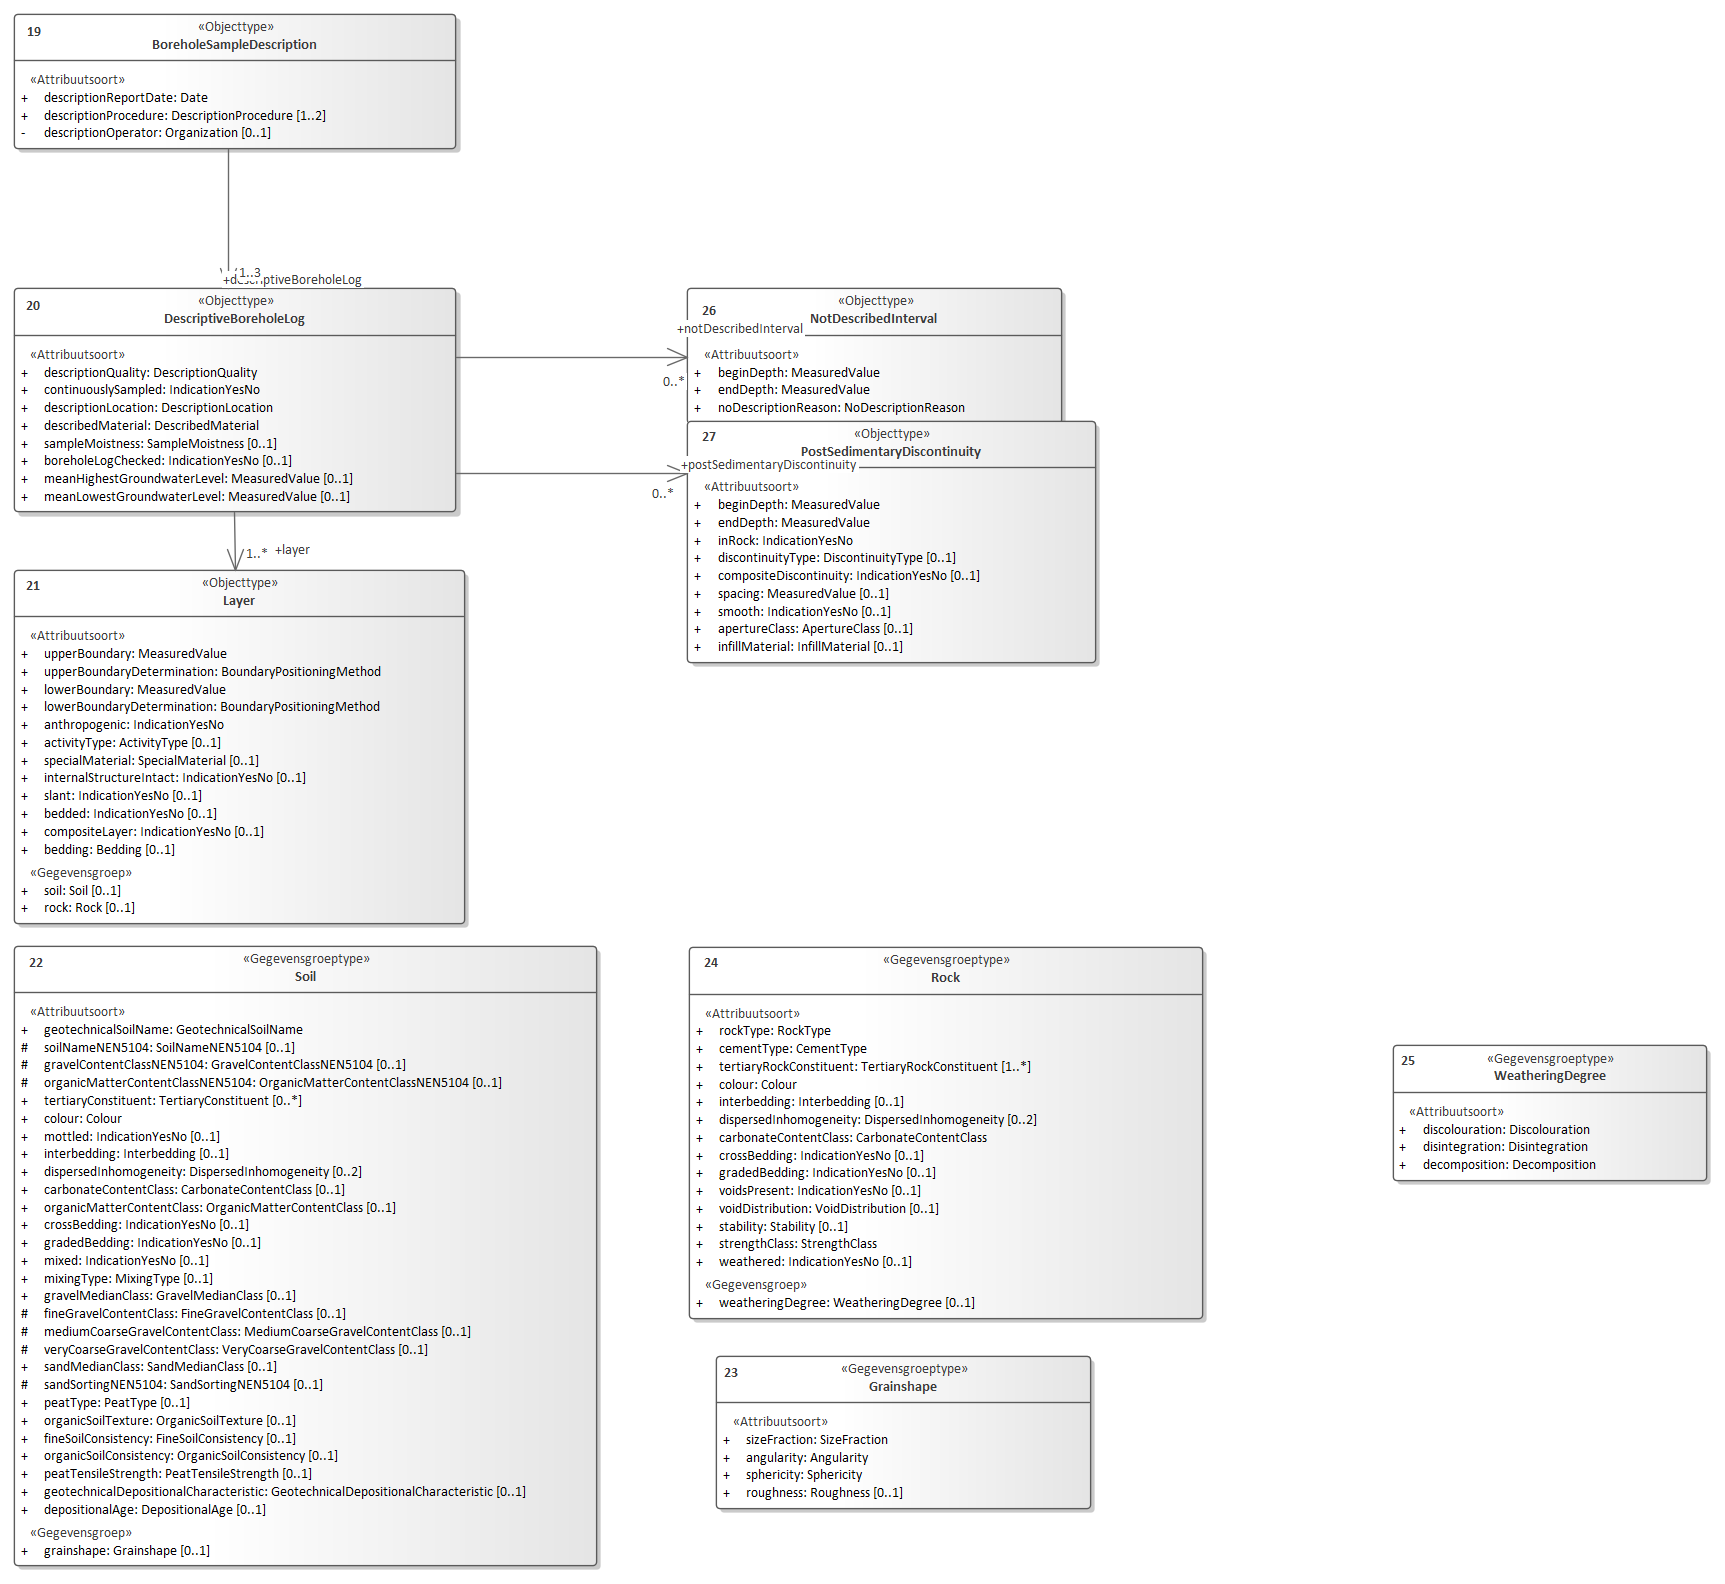 19
«Objecttype»
BoreholeSampleDescription
«Attribuutsoort»
+ descriptionReportDate: Date
+ descriptionProcedure: DescriptionProcedure [1..2]
- descriptionOperator: Organization [0..1]
1..3
+descriptiveBoreholeLog
20
«Objecttype»
DescriptiveBoreholeLog
«Attribuutsoort»
+ descriptionQuality: DescriptionQuality
+ continuouslySampled: IndicationYesNo
+ descriptionLocation: DescriptionLocation
+ describedMaterial: DescribedMaterial
+ sampleMoistness: SampleMoistness [0..1]
+ boreholeLogChecked: IndicationYesNo [0..1]
+ meanHighestGroundwaterLevel: MeasuredValue [0..1]
+ meanLowestGroundwaterLevel: MeasuredValue [0..1]
26
«Objecttype»
NotDescribedInterval
+notDescribedInterval
0..*
«Attribuutsoort»
+ beginDepth: MeasuredValue
+ endDepth: MeasuredValue
+ noDescriptionReason: NoDescriptionReason
27
«Objecttype»
PostSedimentaryDiscontinuity
+postSedimentaryDiscontinuity
0..*
«Attribuutsoort»
+ beginDepth: MeasuredValue
+ endDepth: MeasuredValue
+ inRock: IndicationYesNo
+ discontinuityType: DiscontinuityType [0..1]
+ compositeDiscontinuity: IndicationYesNo [0..1]
+ spacing: MeasuredValue [0..1]
+ smooth: IndicationYesNo [0..1]
+ apertureClass: ApertureClass [0..1]
+ infillMaterial: InfillMaterial [0..1]
1..* +layer
21
«Objecttype»
Layer
«Attribuutsoort»
+ upperBoundary: MeasuredValue
+ upperBoundaryDetermination: BoundaryPositioningMethod
+ lowerBoundary: MeasuredValue
+ lowerBoundaryDetermination: BoundaryPositioningMethod
+ anthropogenic: IndicationYesNo
+ activityType: ActivityType [0..1]
+ specialMaterial: SpecialMaterial [0..1]
+ internalStructureIntact: IndicationYesNo [0..1]
+ slant: IndicationYesNo [0..1]
+ bedded: IndicationYesNo [0..1]
+ compositeLayer: IndicationYesNo [0..1]
+ bedding: Bedding [0..1]
«Gegevensgroep»
+ soil: Soil [0..1]
+ rock: Rock [0..1]
22
«Gegevensgroeptype»
Soil
«Attribuutsoort»
+ geotechnicalSoilName: GeotechnicalSoilName
# soilNameNEN5104: SoilNameNEN5104 [0..1]
# gravelContentClassNEN5104: GravelContentClassNEN5104 [0..1]
# organicMatterContentClassNEN5104: OrganicMatterContentClassNEN5104 [0..1]
+ tertiaryConstituent: TertiaryConstituent [0..*]
+ colour: Colour
+ mottled: IndicationYesNo [0..1]
+ interbedding: Interbedding [0..1]
+ dispersedInhomogeneity: DispersedInhomogeneity [0..2]
+ carbonateContentClass: CarbonateContentClass [0..1]
+ organicMatterContentClass: OrganicMatterContentClass [0..1]
+ crossBedding: IndicationYesNo [0..1]
+ gradedBedding: IndicationYesNo [0..1]
+ mixed: IndicationYesNo [0..1]
+ mixingType: MixingType [0..1]
+ gravelMedianClass: GravelMedianClass [0..1]
# fineGravelContentClass: FineGravelContentClass [0..1]
# mediumCoarseGravelContentClass: MediumCoarseGravelContentClass [0..1]
# veryCoarseGravelContentClass: VeryCoarseGravelContentClass [0..1]
+ sandMedianClass: SandMedianClass [0..1]
# sandSortingNEN5104: SandSortingNEN5104 [0..1]
+ peatType: PeatType [0..1]
+ organicSoilTexture: OrganicSoilTexture [0..1]
+ fineSoilConsistency: FineSoilConsistency [0..1]
+ organicSoilConsistency: OrganicSoilConsistency [0..1]
+ peatTensileStrength: PeatTensileStrength [0..1]
+ geotechnicalDepositionalCharacteristic: GeotechnicalDepositionalCharacteristic [0..1]
+ depositionalAge: DepositionalAge [0..1]
«Gegevensgroep»
+ grainshape: Grainshape [0..1]
24
«Gegevensgroeptype»
Rock
«Attribuutsoort»
+ rockType: RockType
+ cementType: CementType
+ tertiaryRockConstituent: TertiaryRockConstituent [1..*]
+ colour: Colour
+ interbedding: Interbedding [0..1]
+ dispersedInhomogeneity: DispersedInhomogeneity [0..2]
+ carbonateContentClass: CarbonateContentClass
+ crossBedding: IndicationYesNo [0..1]
+ gradedBedding: IndicationYesNo [0..1]
+ voidsPresent: IndicationYesNo [0..1]
+ voidDistribution: VoidDistribution [0..1]
+ stability: Stability [0..1]
+ strengthClass: StrengthClass
+ weathered: IndicationYesNo [0..1]
«Gegevensgroep»
+ weatheringDegree: WeatheringDegree [0..1]
25
«Gegevensgroeptype»
WeatheringDegree
«Attribuutsoort»
+ discolouration: Discolouration
+ disintegration: Disintegration
+ decomposition: Decomposition
23
«Gegevensgroeptype»
Grainshape
«Attribuutsoort»
+ sizeFraction: SizeFraction
+ angularity: Angularity
+ sphericity: Sphericity
+ roughness: Roughness [0..1]